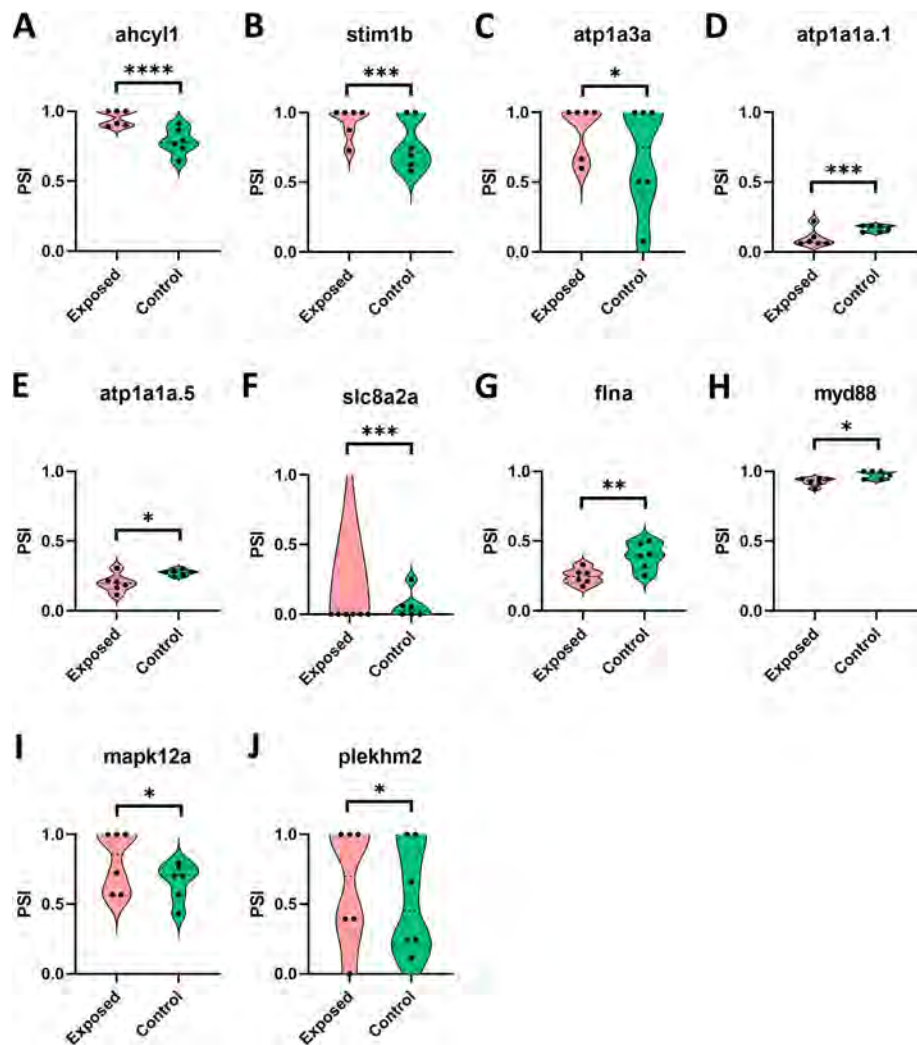 A ahcyl1 B stim1b C atp1a3a D atp1a1a.1
**** *** * ***
1.0 1.0 1.0 1.0
PSI 0.5 PSI 0.5 PSI 0.5 PSI 0.5
0.0 0.0 0.0 0.0
Exposed Control Exposed Control Exposed Control Exposed Control
E atp1a1a.5 F slc8a2a G flna H myd88
* *** ** *
1.0 1.0 1.0 1.0
PSI 0.5 PSI 0.5 PSI 0.5 PSI 0.5
0.0 0.0 0.0 0.0
Exposed Control Exposed Control Exposed Control Exposed Control
I mapk12a J plekhm2
* *
1.0 1.0
PSI 0.5 PSI 0.5
0.0 0.0
Exposed Control Exposed Control